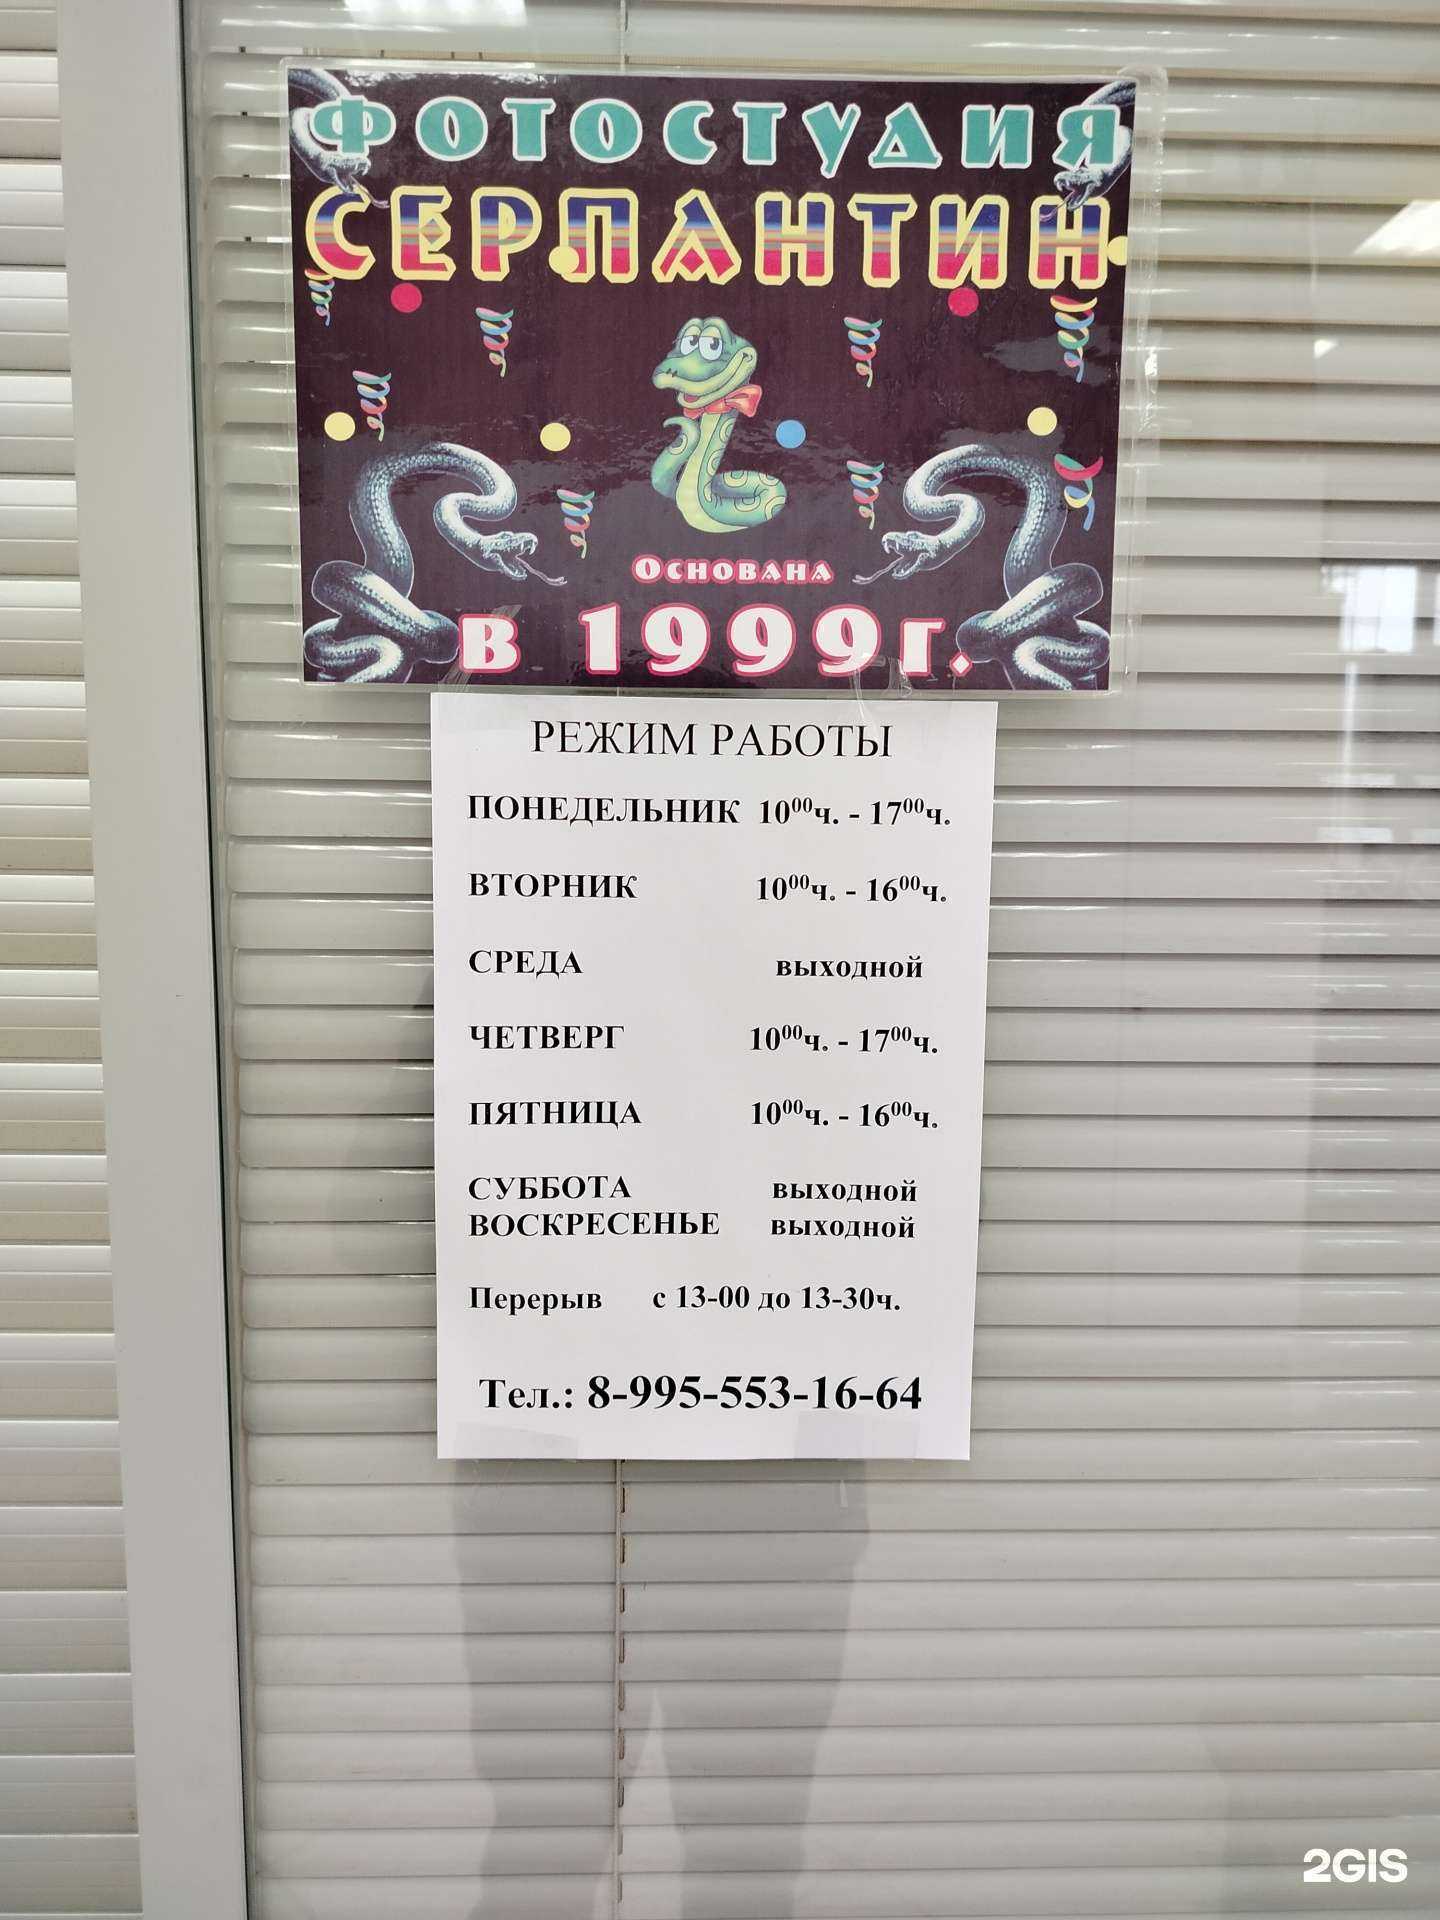 ФОТОСТУДИЯ
СЕРПАНТИН
ОСНОВАНА
В 1999г.
РЕЖИМ РАБОТЫ
ПОНЕДЕЛЬНИК 10⁰⁰ч. - 17⁰⁰ч.
ВТОРНИК 10⁰⁰ч. - 16⁰⁰ч.
СРЕДА выходной
ЧЕТВЕРГ 10⁰⁰ч. - 17⁰⁰ч.
ПЯТНИЦА 10⁰⁰ч. - 16⁰⁰ч.
СУББОТА выходной
ВОСКРЕСЕНЬЕ выходной
Перерыв с 13-00 до 13-30ч.
Тел.: 8-995-553-16-64
2GIS